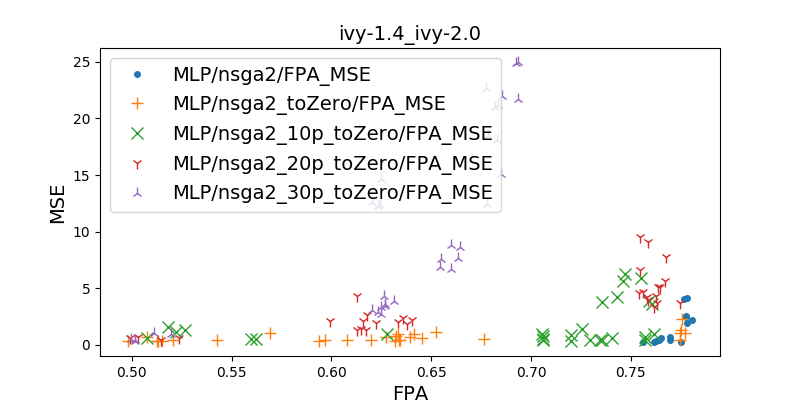 ivy-1.4_ivy-2.0
MLP/nsga2/FPA_MSE
MLP/nsga2_toZero/FPA_MSE
MLP/nsga2_10p_toZero/FPA_MSE
MLP/nsga2_20p_toZero/FPA_MSE
MLP/nsga2_30p_toZero/FPA_MSE
MSE
25
20
15
10
5
0
0.50 0.55 0.60 0.65 0.70 0.75
FPA